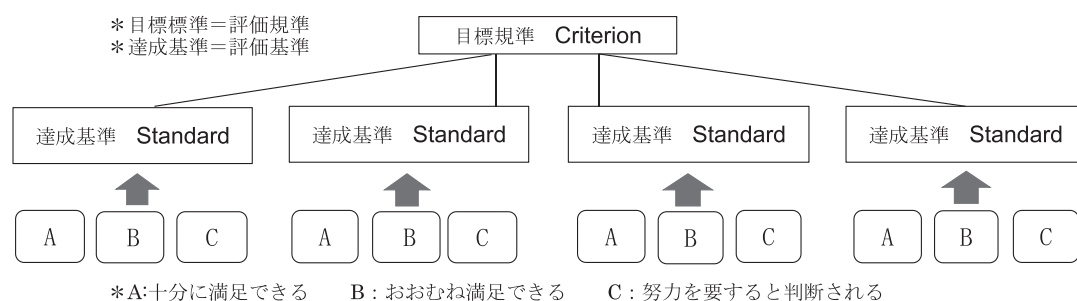 *目標標準＝評価規準
*達成基準＝評価基準
目標規準 Criterion
達成基準 Standard 達成基準 Standard 達成基準 Standard 達成基準 Standard
A B C A B C A B C A B C
*A:十分に満足できる B：おおむね満足できる C：努力を要すると判断される